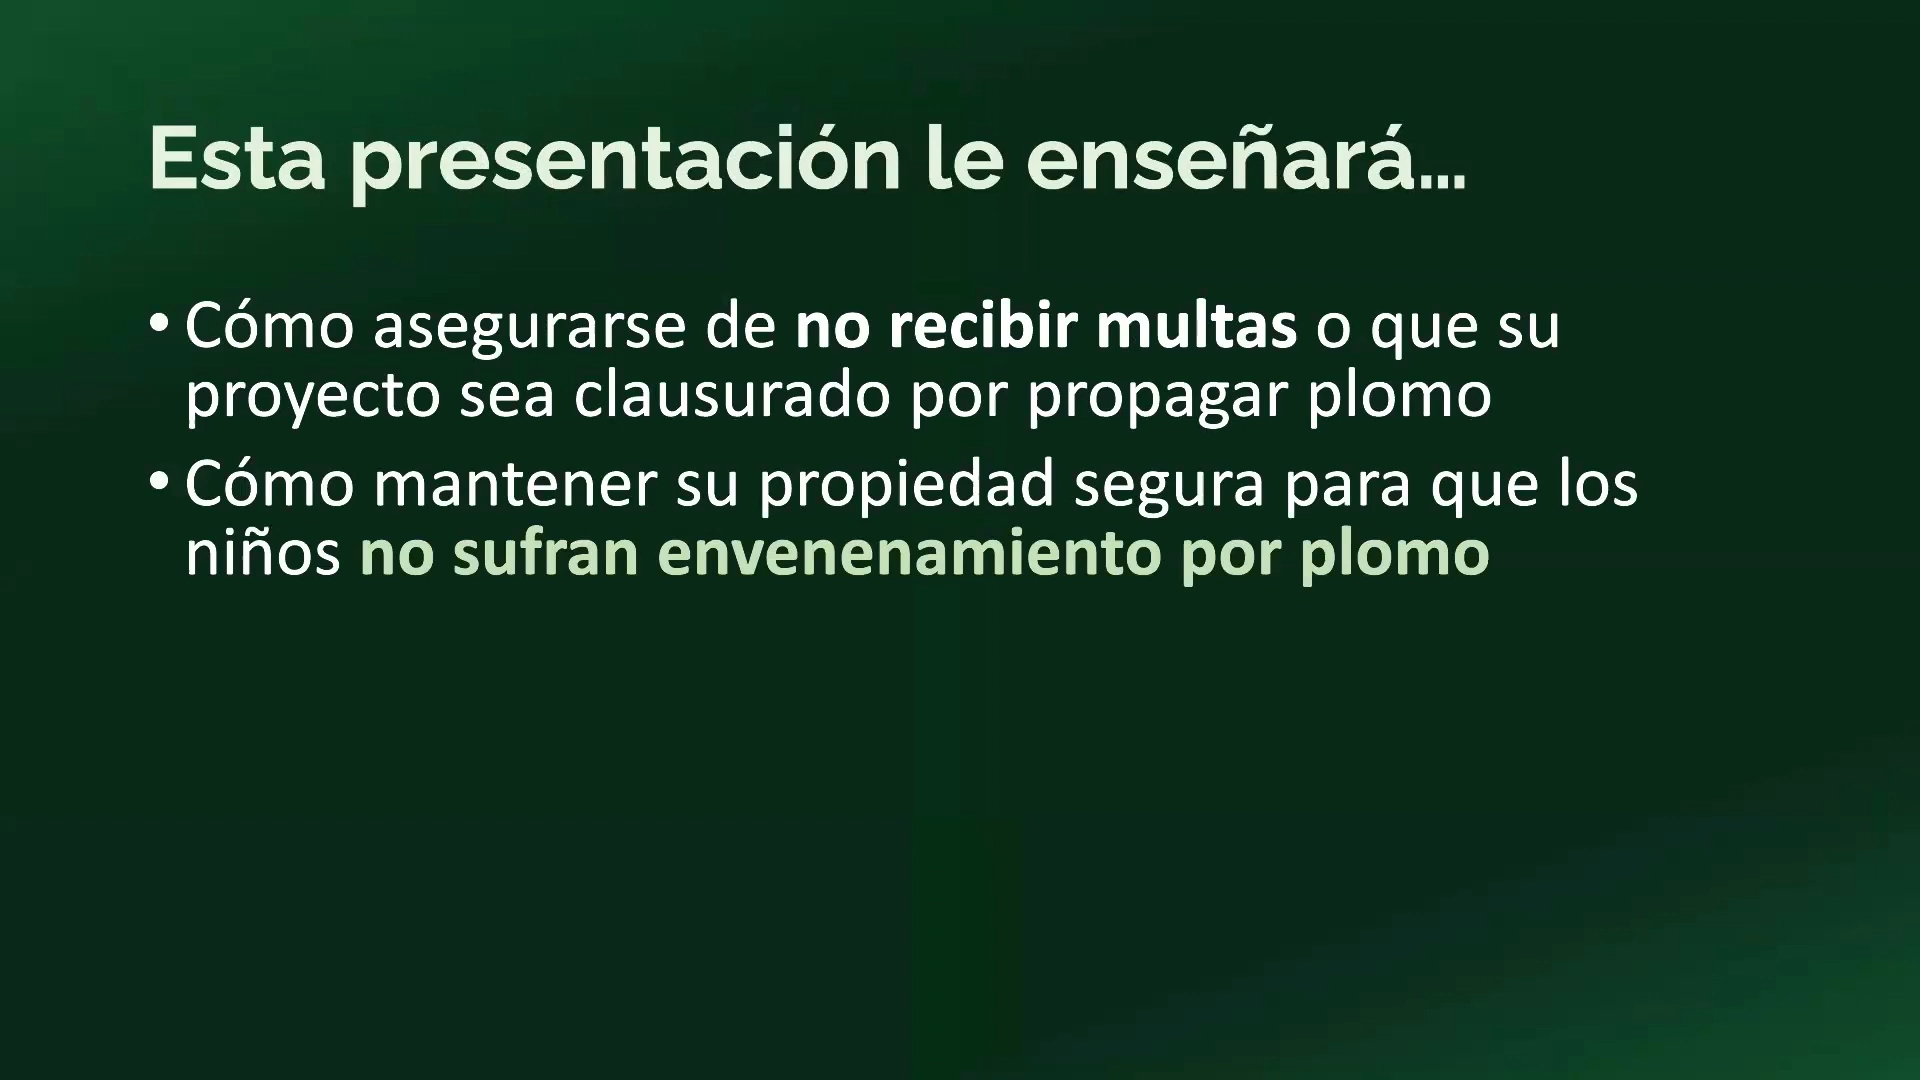 Esta presentación le enseñará...
• Cómo asegurarse de no recibir multas o que su
proyecto sea clausurado por propagar plomo
• Cómo mantener su propiedad segura para que los
niños no sufran envenenamiento por plomo